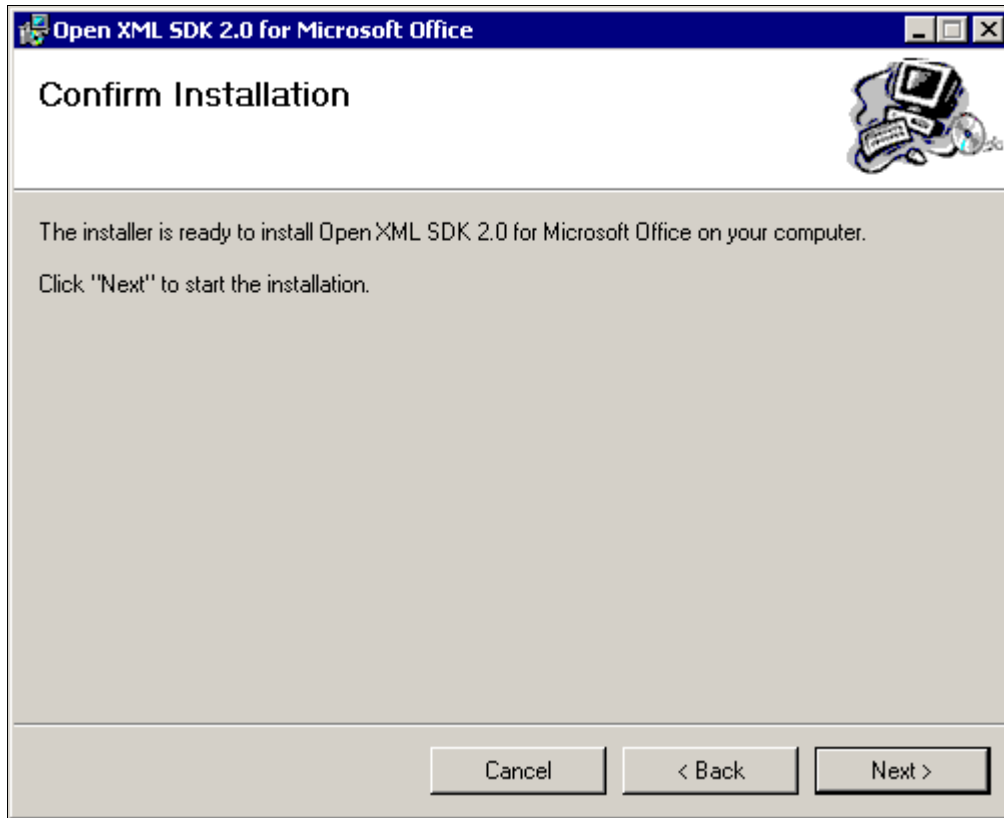 Open XML SDK 2.0 for Microsoft Office
Confirm Installation
The installer is ready to install Open XML SDK 2.0 for Microsoft Office on your computer.
Click "Next" to start the installation.
Cancel
< Back
Next >